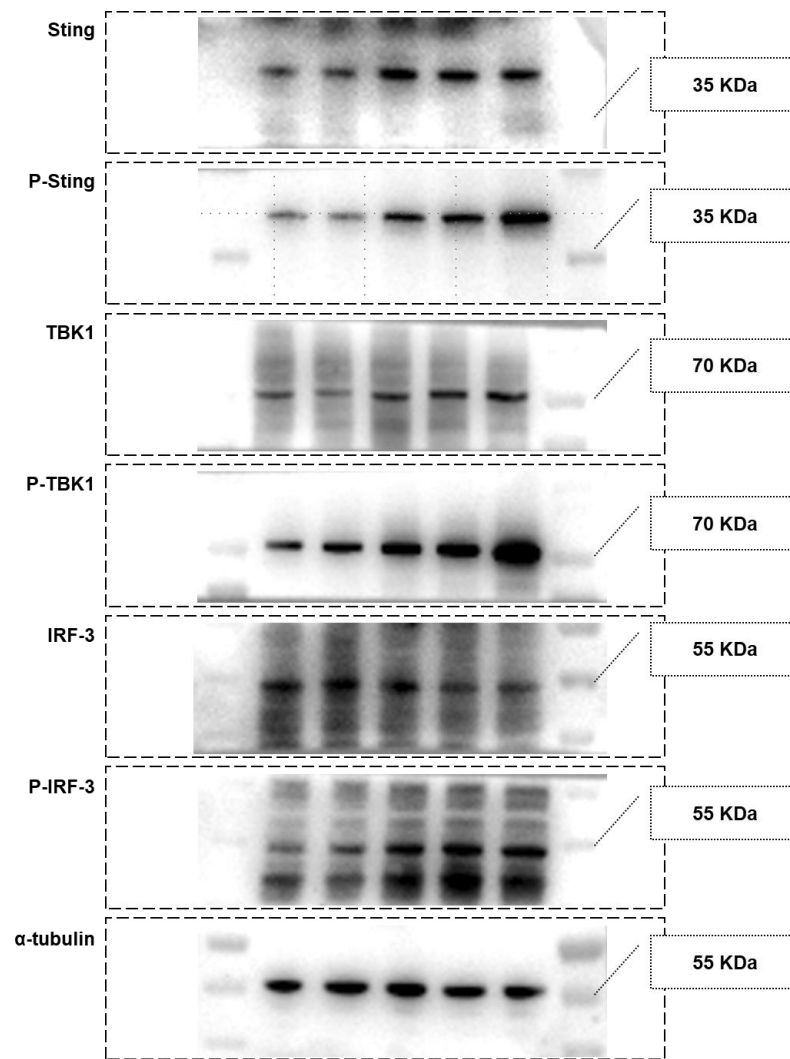 Sting
35 KDa
P-Sting
35 KDa
TBK1
70 KDa
P-TBK1
70 KDa
IRF-3
55 KDa
P-IRF-3
55 KDa
α-tubulin
55 KDa